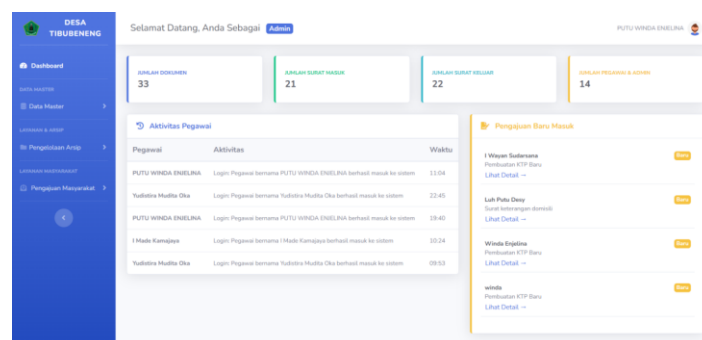 DESA
TIBUBENENG
Selamat Datang, Anda Sebagai Admin
PUTU WINDA ENJELINA
Dashboard
DATA MASTER
Data Master
LAYANAN & ARSIP
Pengelolaan Arsip
LAYANAN MASYARAKAT
Pengajuan Masyarakat
JUMLAH DOKUMEN
33
JUMLAH SURAT MASUK
21
JUMLAH SURAT KELUAR
22
JUMLAH PEGAWAI & ADMIN
14
Aktivitas Pegawai
Pegawai Aktivitas Waktu
PUTU WINDA ENJELINA Login: Pegawai bernama PUTU WINDA ENJELINA berhasil masuk ke sistem 11:04
Yudistira Mudita Oka Login: Pegawai bernama Yudistira Mudita Oka berhasil masuk ke sistem 22:45
PUTU WINDA ENJELINA Login: Pegawai bernama PUTU WINDA ENJELINA berhasil masuk ke sistem 19:40
I Made Kamajaya Login: Pegawai bernama I Made Kamajaya berhasil masuk ke sistem 10:24
Yudistira Mudita Oka Login: Pegawai bernama Yudistira Mudita Oka berhasil masuk ke sistem 09:53
Pengajuan Baru Masuk
I Wayan Sudarsana Baru
Pembuatan KTP Baru
Lihat Detail →
Luh Putu Desy Baru
Surat keterangan domisili
Lihat Detail →
Winda Enjelina Baru
Pembuatan KTP Baru
Lihat Detail →
winda Baru
Pembuatan KTP Baru
Lihat Detail →